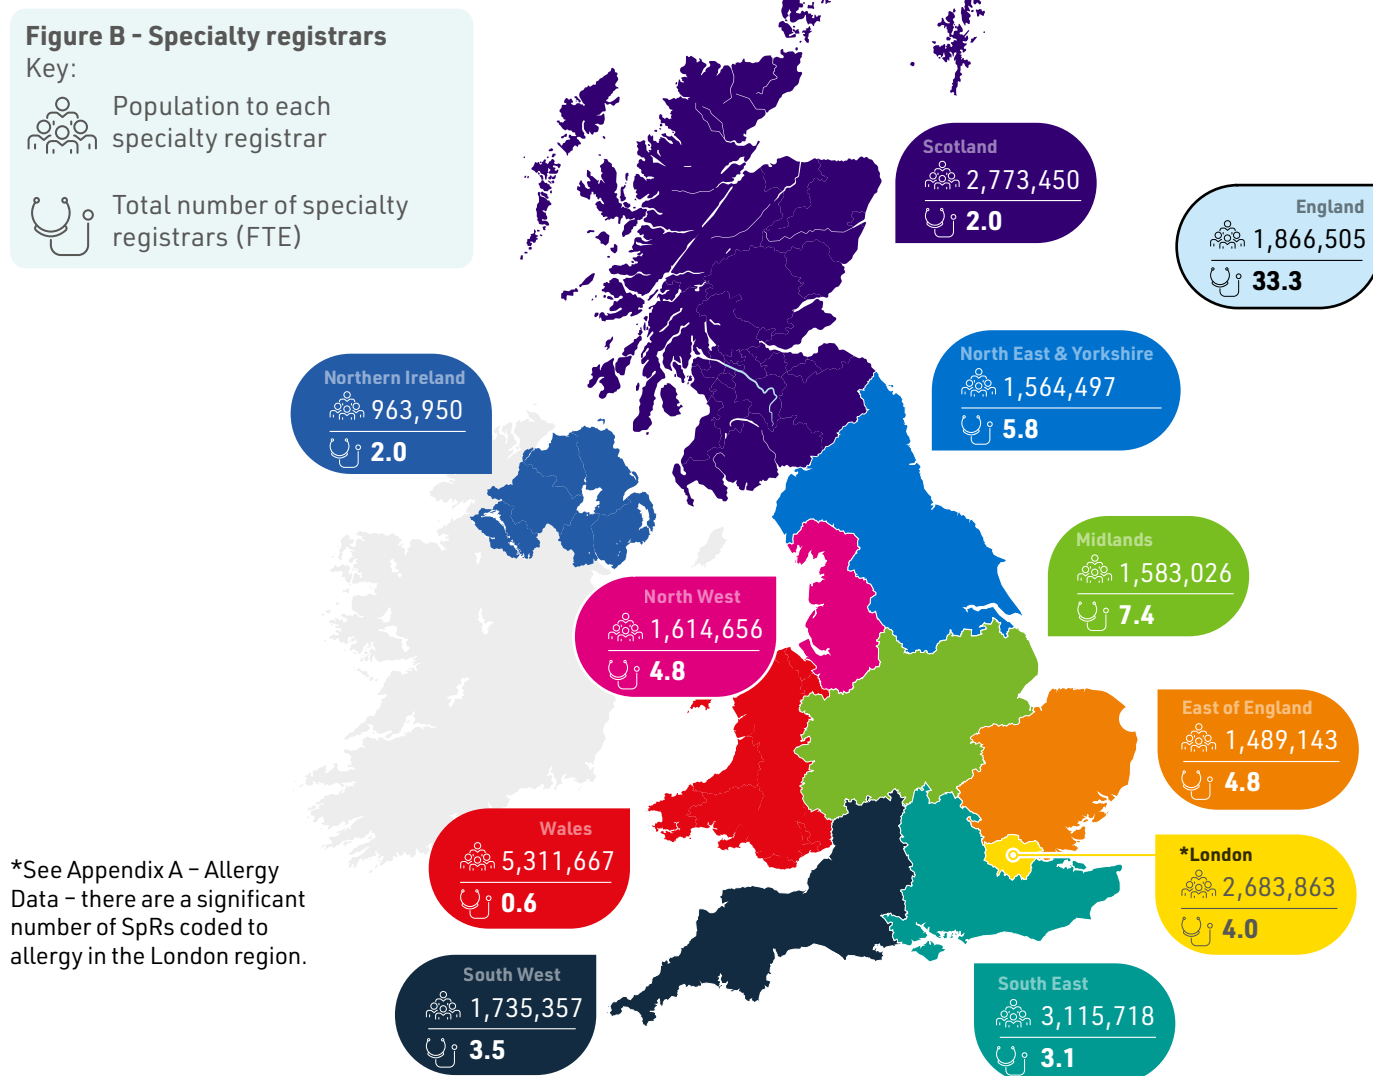 Figure B - Specialty registrars
Key:
Population to each
specialty registrar
Total number of specialty
registrars (FTE)
Scotland
2,773,450
2.0
England
1,866,505
33.3
Northern Ireland
963,950
2.0
North East & Yorkshire
1,564,497
5.8
Midlands
1,583,026
7.4
North West
1,614,656
4.8
East of England
1,489,143
4.8
Wales
5,311,667
0.6
*London
2,683,863
4.0
*See Appendix A – Allergy
Data – there are a significant
number of SpRs coded to
allergy in the London region.
South West
1,735,357
3.5
South East
3,115,718
3.1